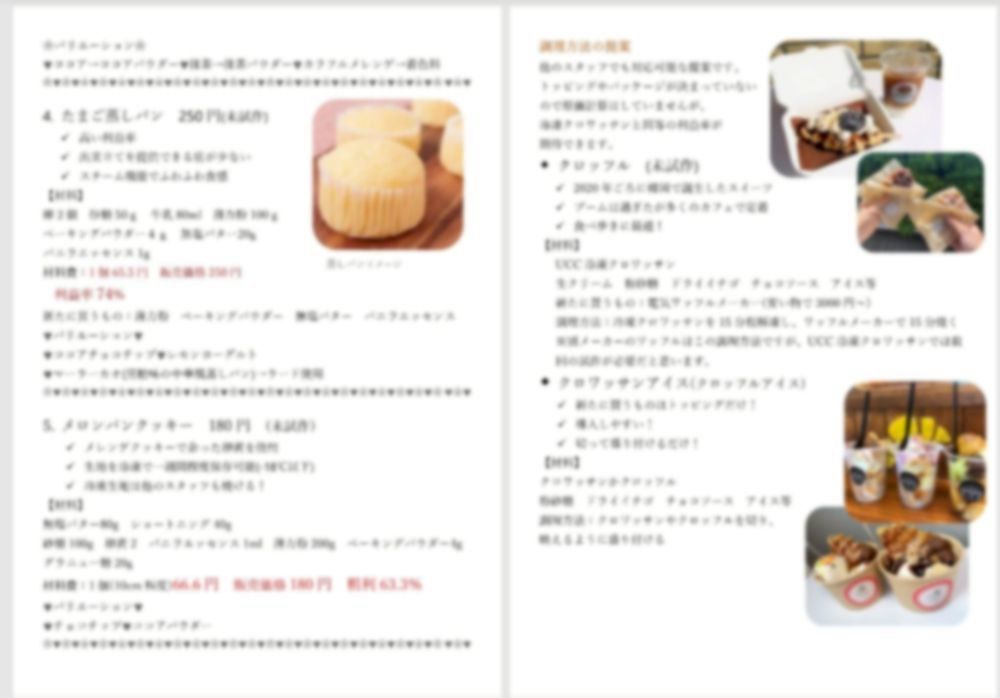 ☆バリエーション☆
♥ココア→ココアパウダー♥抹茶→抹茶パウダー♥カラフルメレンゲ→着色料
4. たまご蒸しパン　250円(未試作)
✓ 高い利益率
✓ 出来立てを提供できる店が少ない
✓ スチーム機能でふわふわ食感
【材料】
卵2個　砂糖50g　牛乳80ml　薄力粉100g
ベーキングパウダー4g　無塩バター20g
バニラエッセンス
蒸しパンイメージ
材料費：1個　販売価格250円
利益率74%
新たに買うもの：薄力粉　ベーキングパウダー　無塩バター　バニラエッセンス
♥バリエーション♥
♥ココアチョコチップ♥レモンヨーグルト
♥マーラーカオ(中華風蒸しパン)→ラード使用
5. メロンパンクッキー　180円　(未試作)
✓ メレンゲクッキーで余った卵黄を使用
✓ 生地を冷凍で一週間程度保存可能(-18℃以下)
✓ 冷凍生地は他のスタッフも焼ける！
【材料】
無塩バター80g　ショートニング
砂糖100g　卵黄2　バニラエッセンス1ml　薄力粉200g　ベーキングパウダー
グラニュー糖20g
材料費：1個(10cm程度)66.6円　販売価格180円　粗利63.3%
♥バリエーション♥
♥チョコチップ♥ココアパウダー
調理方法の提案
他のスタッフでも対応可能な提案です。
トッピングやパッケージが決まっていない
ので原価計算はしていませんが、
冷凍クロワッサンと同等の利益率が
期待できます。
◆ クロッフル　(未試作)
✓ 2020年ごろに韓国で誕生したスイーツ
✓ ブームは過ぎたが多くのカフェで定着
✓ 食べ歩きに最適！
【材料】
UCC冷凍クロワッサン
生クリーム　粉砂糖　ドライイチゴ　チョコソース　アイス等
新たに買うもの：電気ワッフルメーカー(安い物で3000円〜)
調理方法：冷凍クロワッサンを15分程解凍し、ワッフルメーカーで15分焼く
メーカーのワッフルはこの調理方法ですが、UCC冷凍クロワッサンでは数
回の試作が必要だと思います。
◆ クロワッサンアイス(クロッフルアイス)
✓ 新たに買うものはトッピングだけ！
✓ 導入しやすい！
✓ 切って盛り付けるだけ！
【材料】
クロワッサンかクロッフル
粉砂糖　ドライイチゴ　チョコソース　アイス等
調理方法：クロワッサンやクロッフルを切り、
映えるように盛り付ける